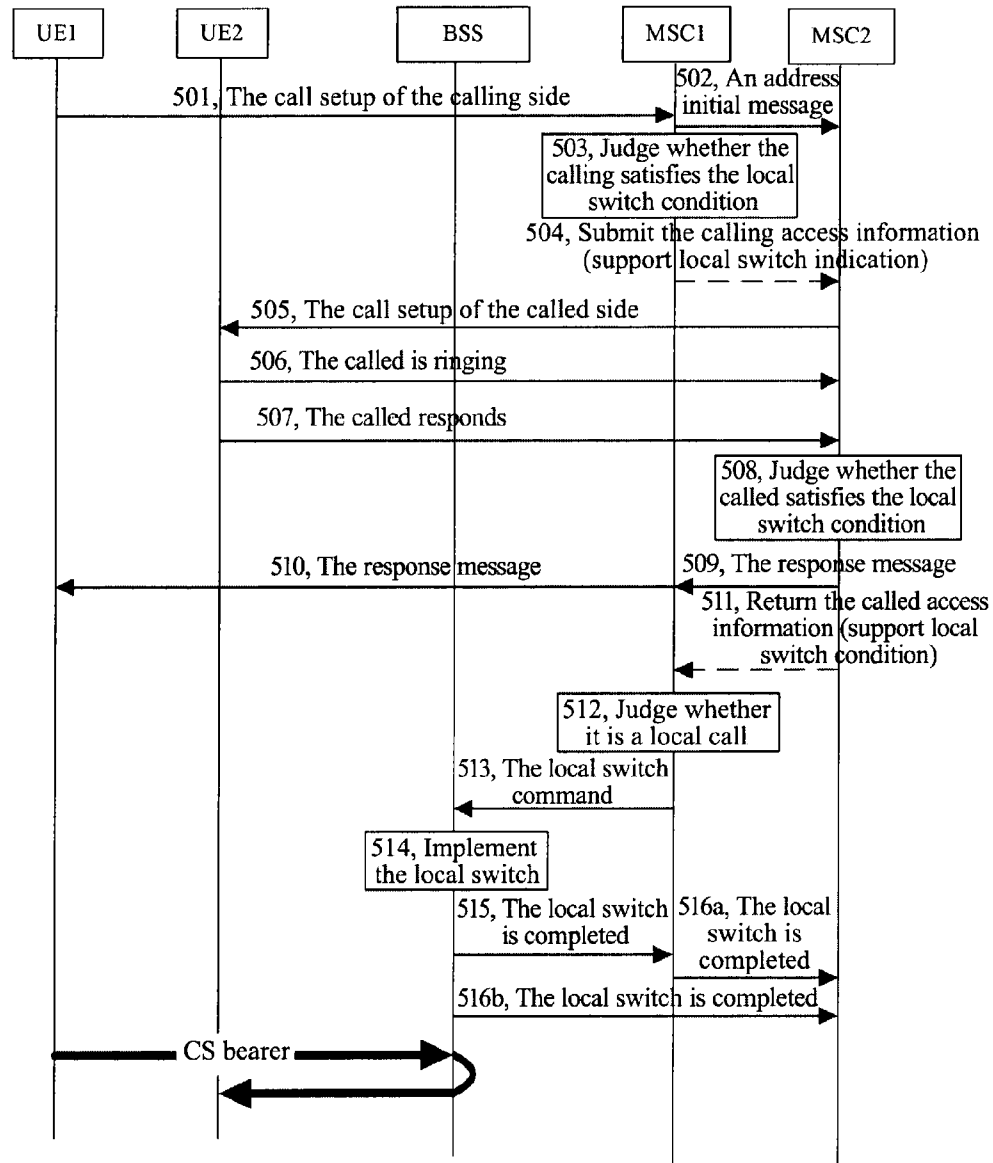 UE1
UE2
BSS
MSC1
MSC2
501, The call setup of the calling side
502, An address
initial message
503, Judge whether the
calling satisfies the local
switch condition
504, Submit the calling access information
(support local switch indication)
505, The call setup of the called side
506, The called is ringing
507, The called responds
508, Judge whether the
called satisfies the local
switch condition
510, The response message
509, The response message
511, Return the called access
information (support local
switch condition)
512, Judge whether
it is a local call
513, The local switch
command
514, Implement
the local switch
515, The local switch
is completed
516a, The local
switch is
completed
516b, The local switch is completed
CS bearer